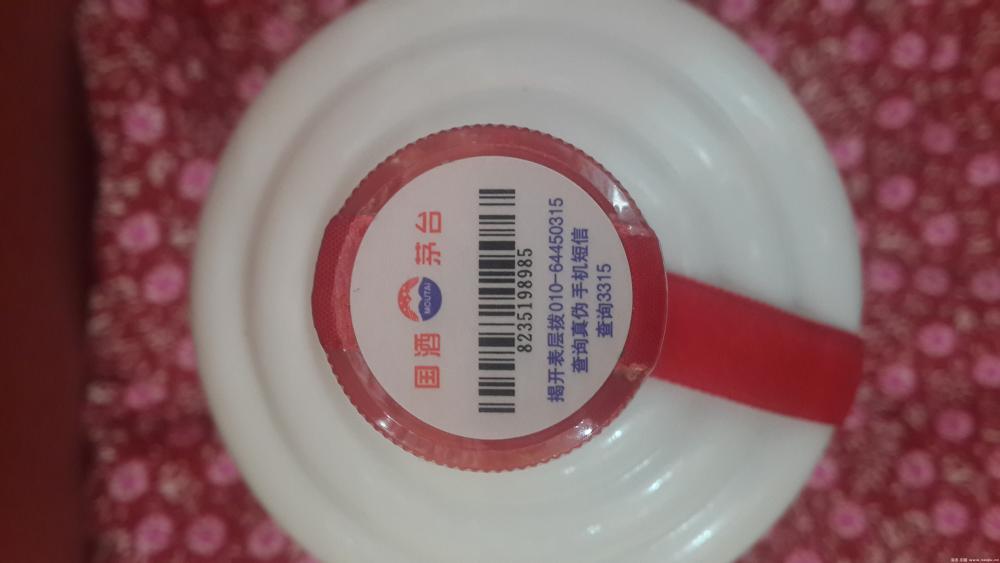 国酒 MOUTAI 茅台
8235198985
揭开表层拨010-64450315
查询真伪 手机短信
查询3315